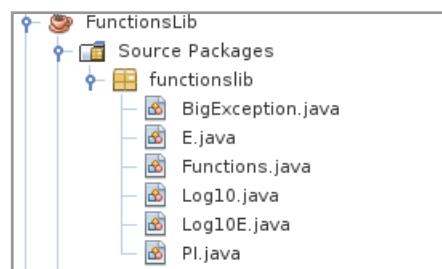 FunctionsLib
Source Packages
functionslib
BigException.java
E.java
Functions.java
Log10.java
Log10E.java
PI.java